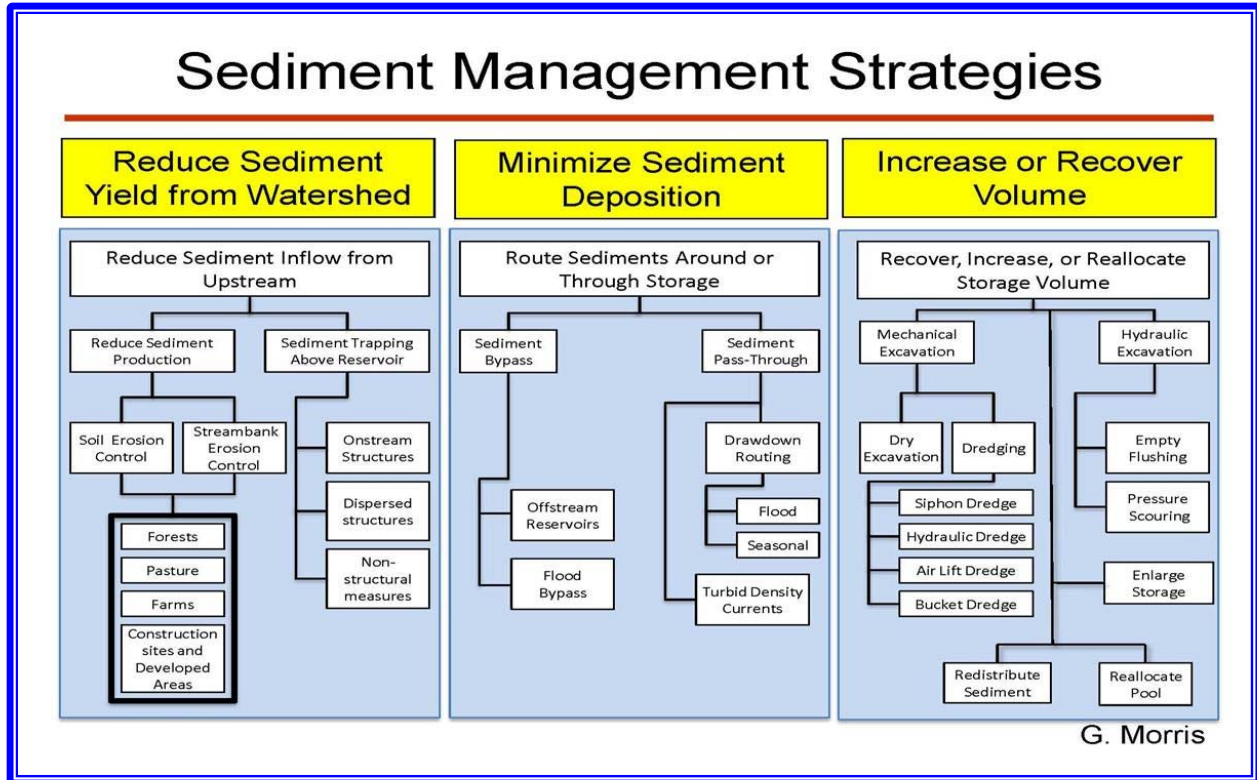 Sediment Management Strategies
Reduce Sediment
Yield from Watershed
Minimize Sediment
Deposition
Increase or Recover
Volume
Reduce Sediment Inflow from
Upstream
Reduce Sediment
Production
Sediment Trapping
Above Reservoir
Soil Erosion
Control
Streambank
Erosion
Control
Onstream
Structures
Dispersed
structures
Non-
structural
measures
Forests
Pasture
Farms
Construction
sites and
Developed
Areas
Route Sediments Around or
Through Storage
Sediment
Bypass
Sediment
Pass-Through
Drawdown
Routing
Offstream
Reservoirs
Flood
Seasonal
Flood
Bypass
Turbid Density
Currents
Recover, Increase, or Reallocate
Storage Volume
Mechanical
Excavation
Hydraulic
Excavation
Dry
Excavation
Dredging
Empty
Flushing
Pressure
Scouring
Siphon Dredge
Hydraulic Dredge
Air Lift Dredge
Bucket Dredge
Enlarge
Storage
Redistribute
Sediment
Reallocate
Pool
G. Morris